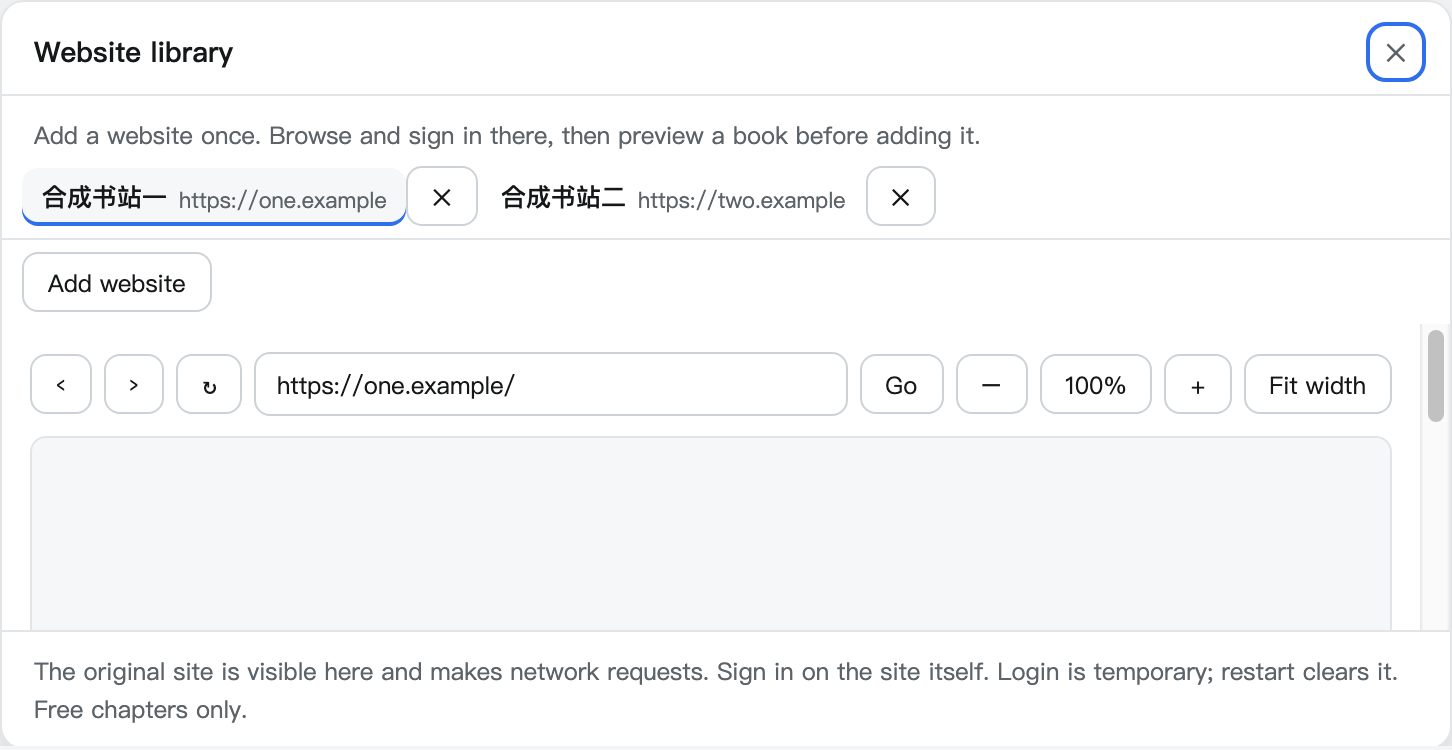 Website library
Add a website once. Browse and sign in there, then preview a book before adding it.
合成书站一 https://one.example × 合成书站二 https://two.example ×
Add website
< > ↻ https://one.example/ Go — 100% + Fit width
The original site is visible here and makes network requests. Sign in on the site itself. Login is temporary; restart clears it.
Free chapters only.